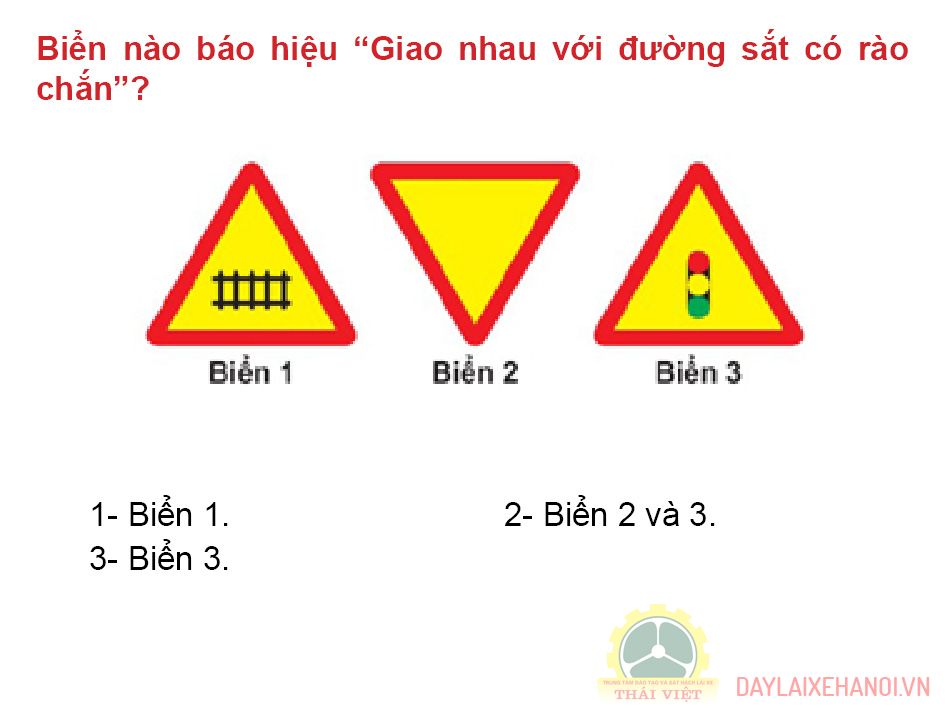 Biển nào báo hiệu “Giao nhau với đường sắt có rào
chắn”?
Biển 1 Biển 2 Biển 3
1- Biển 1. 2- Biển 2 và 3.
3- Biển 3.
TRUNG TÂM ĐÀO TẠO VÀ SÁT HẠCH LÁI XE
THÁI VIỆT
DAYLAIXEHANOI.VN